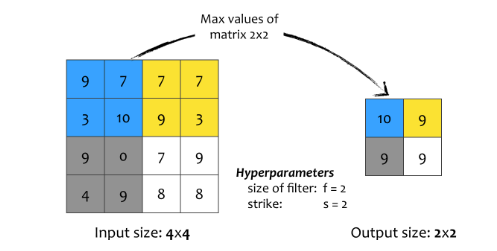 Max values of
matrix 2x2
9 7 7 7
3 10 9 3
9 0 7 9
4 9 8 8
10 9
9 9
Hyperparameters
size of filter: f = 2
strike: s = 2
Input size: 4x4
Output size: 2x2